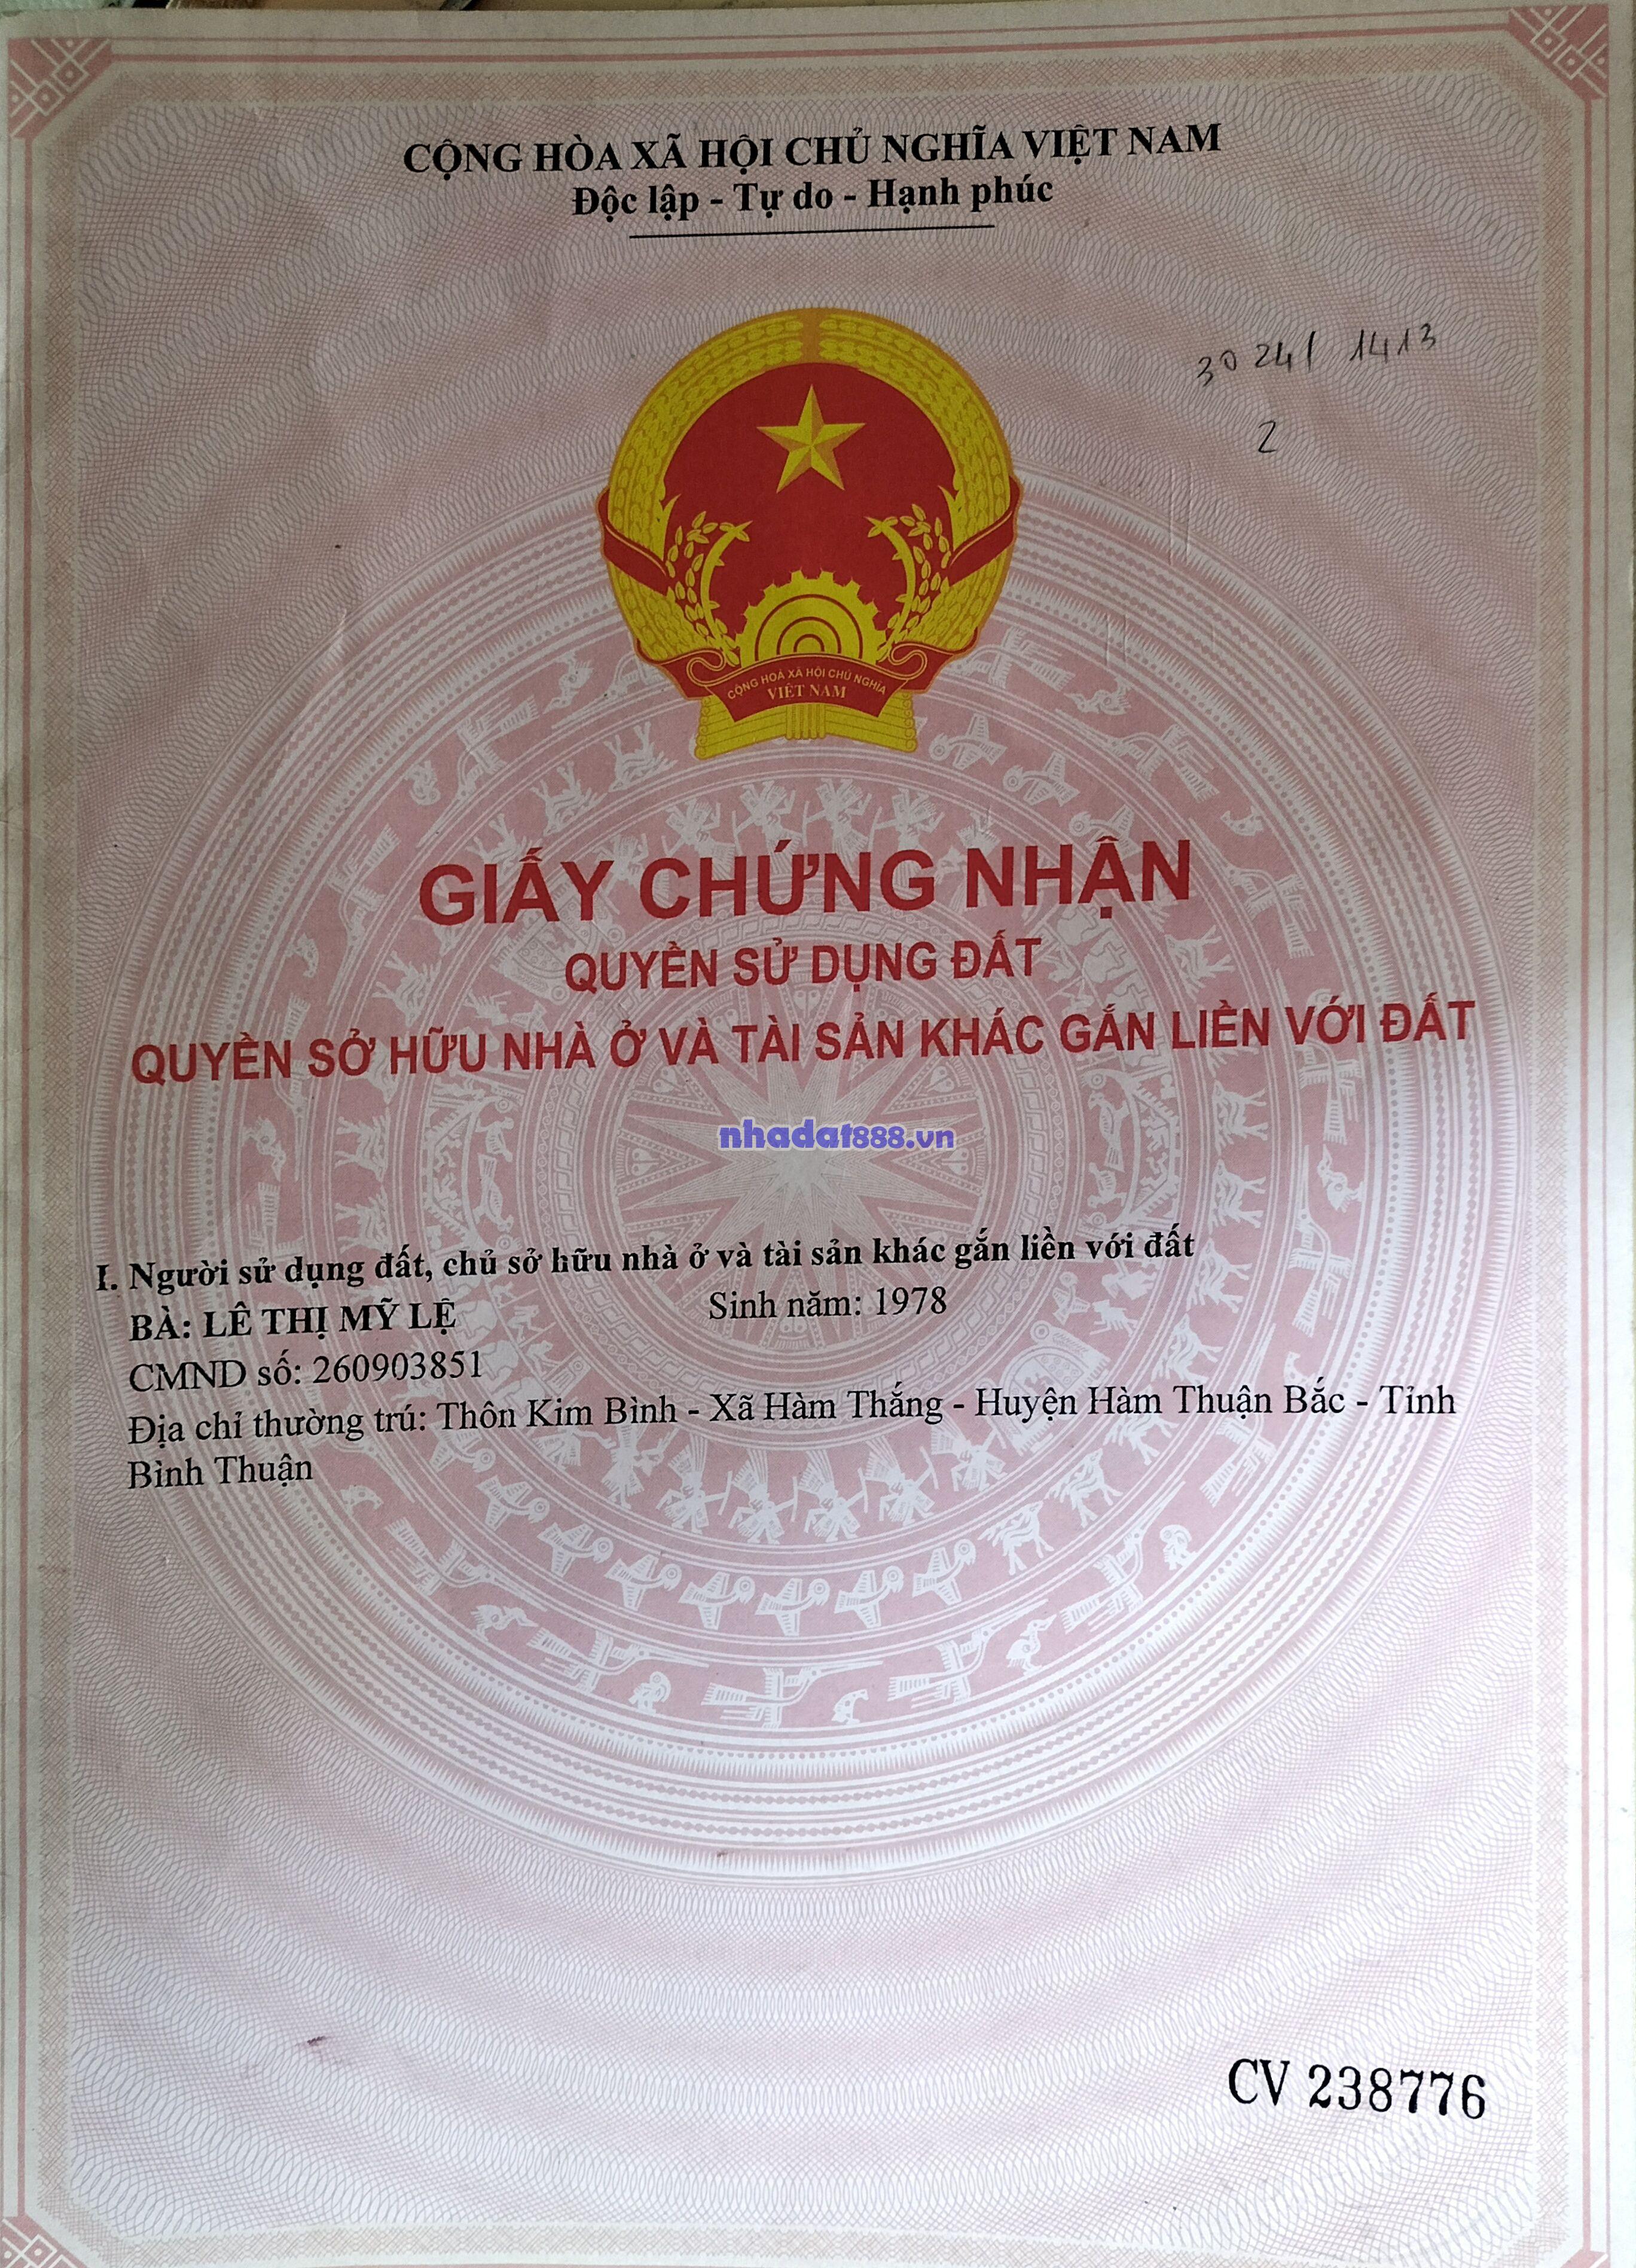 CỘNG HÒA XÃ HỘI CHỦ NGHĨA VIỆT NAM
Độc lập - Tự do - Hạnh phúc
3024/ 1413
2
CỘNG HOÀ XÃ HỘI CHỦ NGHĨA
VIỆT NAM
GIẤY CHỨNG NHẬN
QUYỀN SỬ DỤNG ĐẤT
QUYỀN SỞ HỮU NHÀ Ở VÀ TÀI SẢN KHÁC GẮN LIỀN VỚI ĐẤT
nhadat888.vn
I. Người sử dụng đất, chủ sở hữu nhà ở và tài sản khác gắn liền với đất
BÀ: LÊ THỊ MỸ LỆ Sinh năm: 1978
CMND số: 260903851
Địa chỉ thường trú: Thôn Kim Bình - Xã Hàm Thắng - Huyện Hàm Thuận Bắc - Tỉnh
Bình Thuận
CV 238776